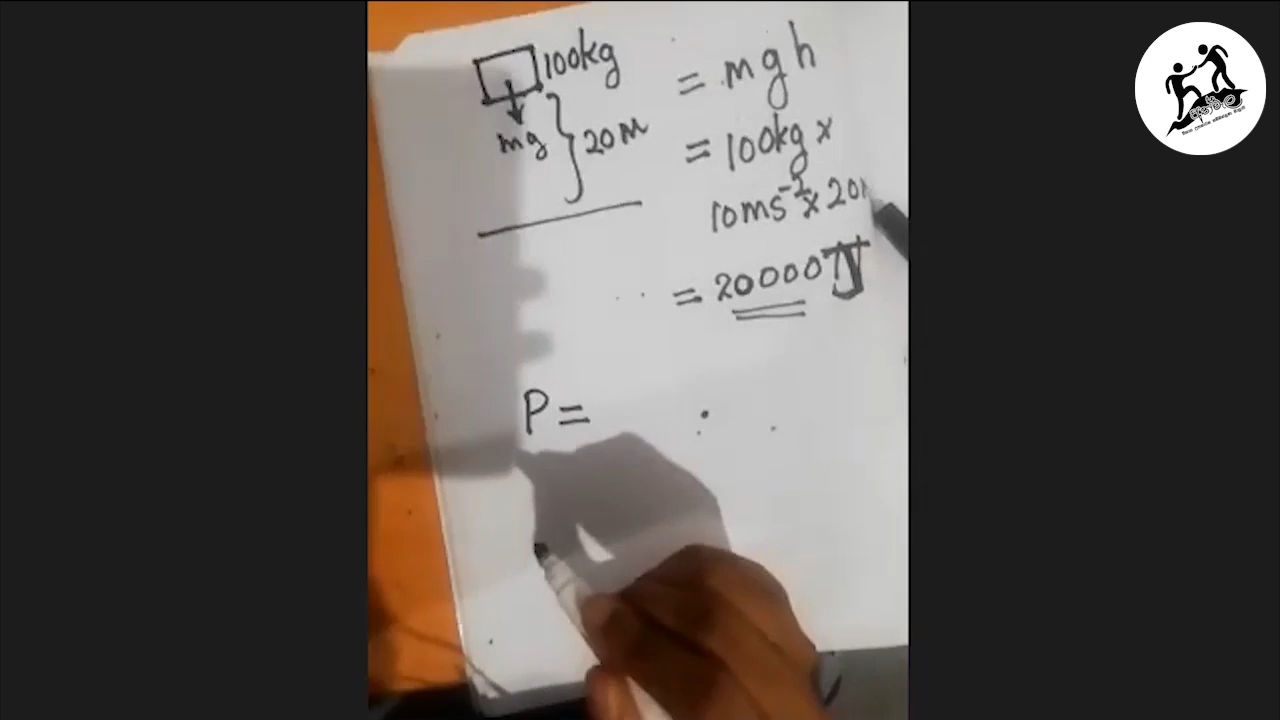 100kg
mg
20m
= mgh
= 100kg ×
10ms⁻² × 20
= 20000 J
P =